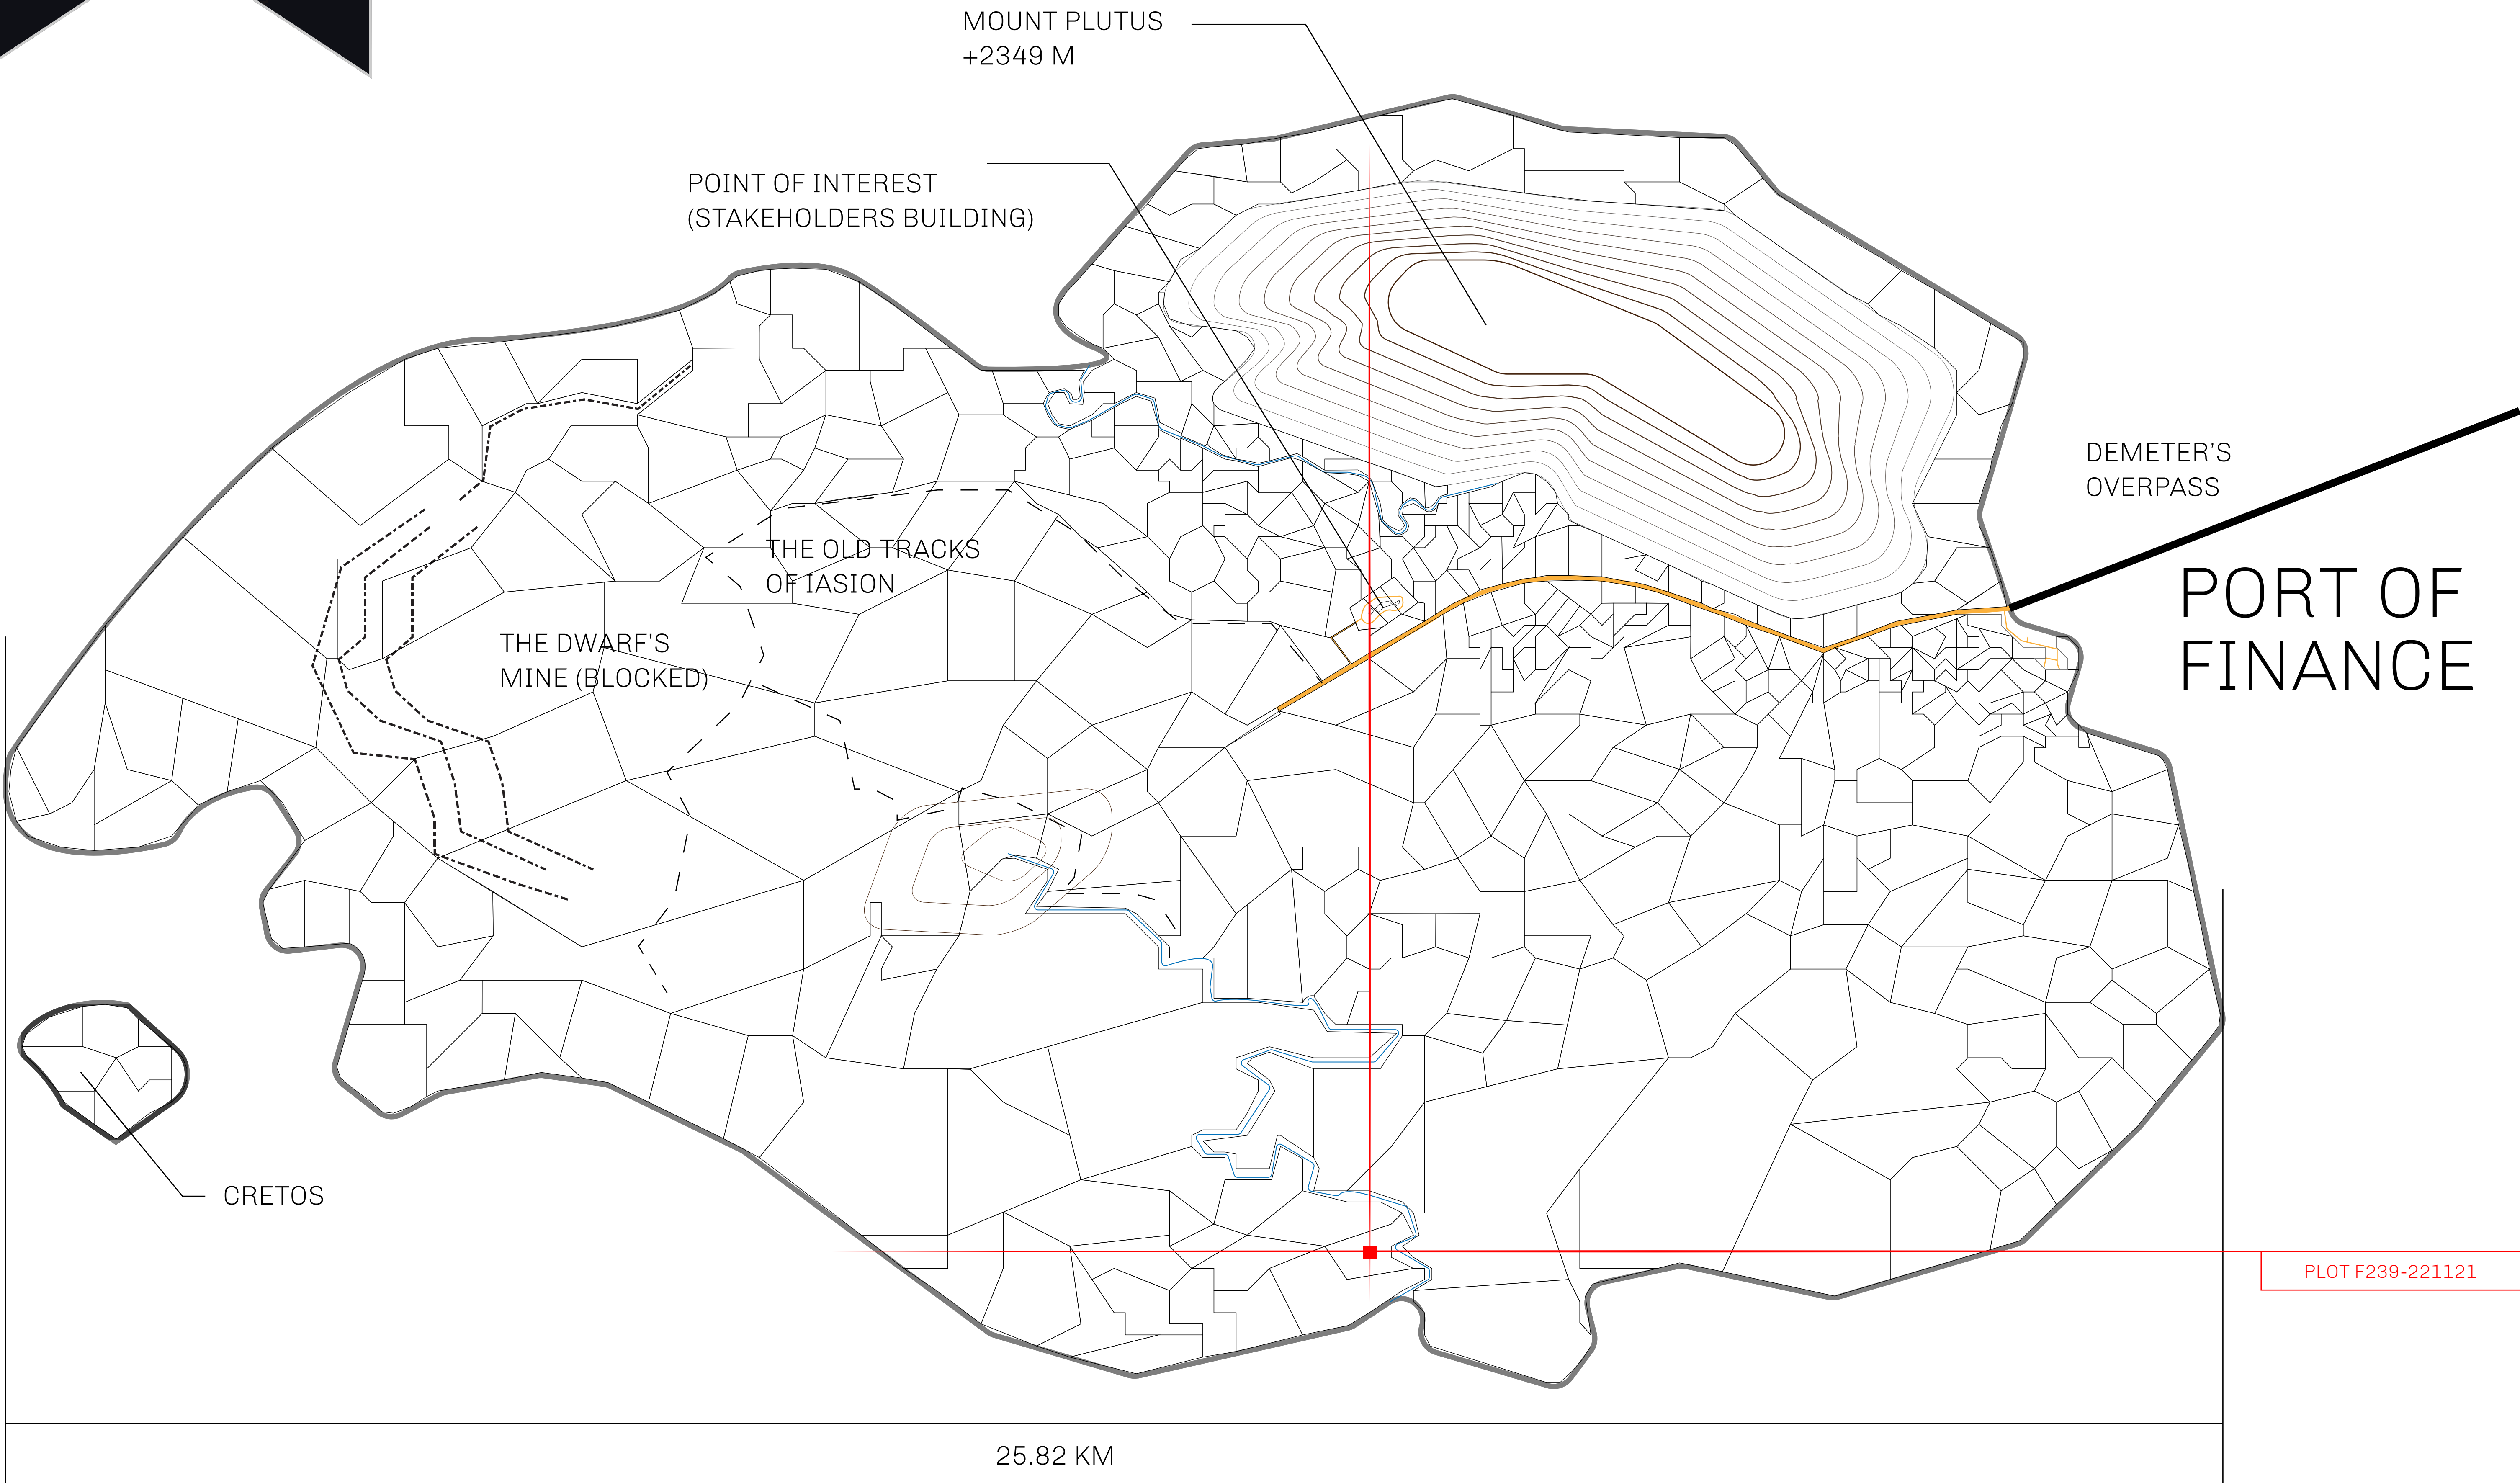 MOUNT PLUTUS
+2349 M
POINT OF INTEREST
(STAKEHOLDERS BUILDING)
DEMETER'S
OVERPASS
PORT OF
FINANCE
THE OLD TRACKS
OF IASION
THE DWARF'S
MINE (BLOCKED)
CRETOS
PLOT F239-221121
25.82 KM